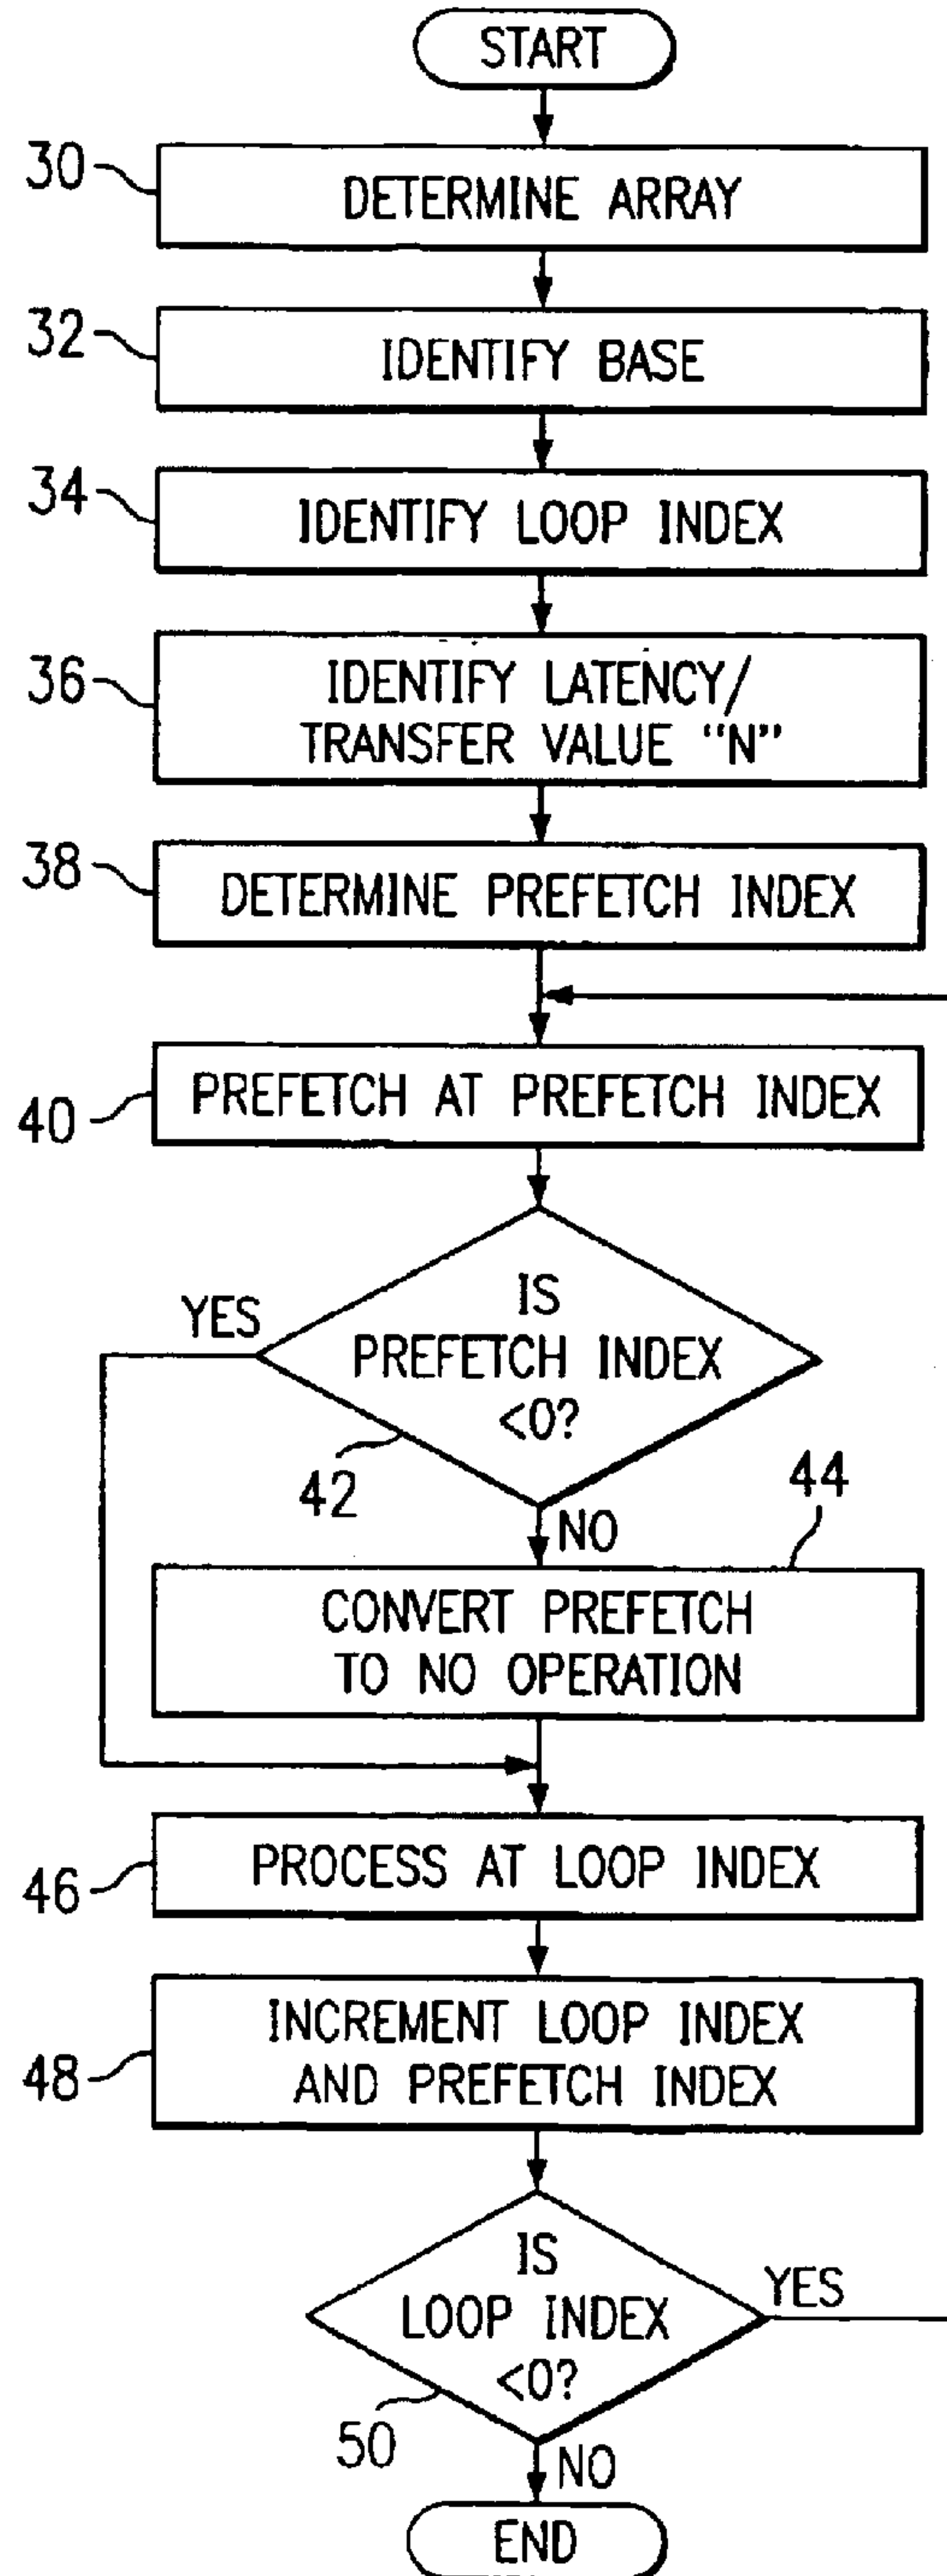 START
30
DETERMINE ARRAY
32
IDENTIFY BASE
34
IDENTIFY LOOP INDEX
36
IDENTIFY LATENCY/
TRANSFER VALUE "N"
38
DETERMINE PREFETCH INDEX
40
PREFETCH AT PREFETCH INDEX
YES
IS
PREFETCH INDEX
<0?
42
NO
44
CONVERT PREFETCH
TO NO OPERATION
46
PROCESS AT LOOP INDEX
48
INCREMENT LOOP INDEX
AND PREFETCH INDEX
IS
LOOP INDEX
<0?
YES
50
NO
END